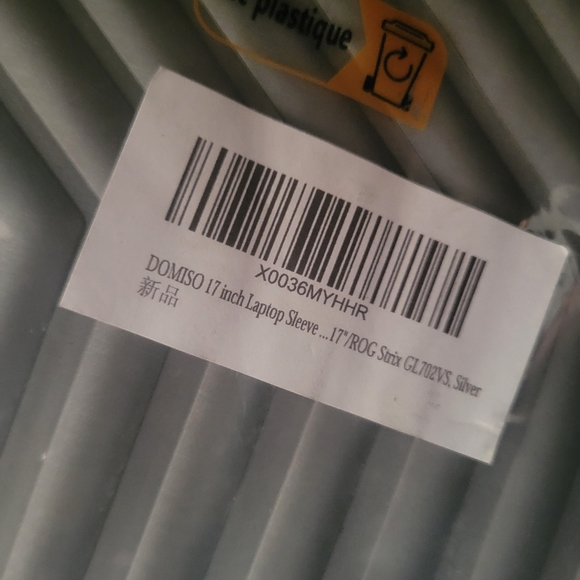 plastique
X0036MYHHR
DOMISO 17 inch Laptop Sleeve ... 17"/ROG Strix GL702VS, Silver
新品